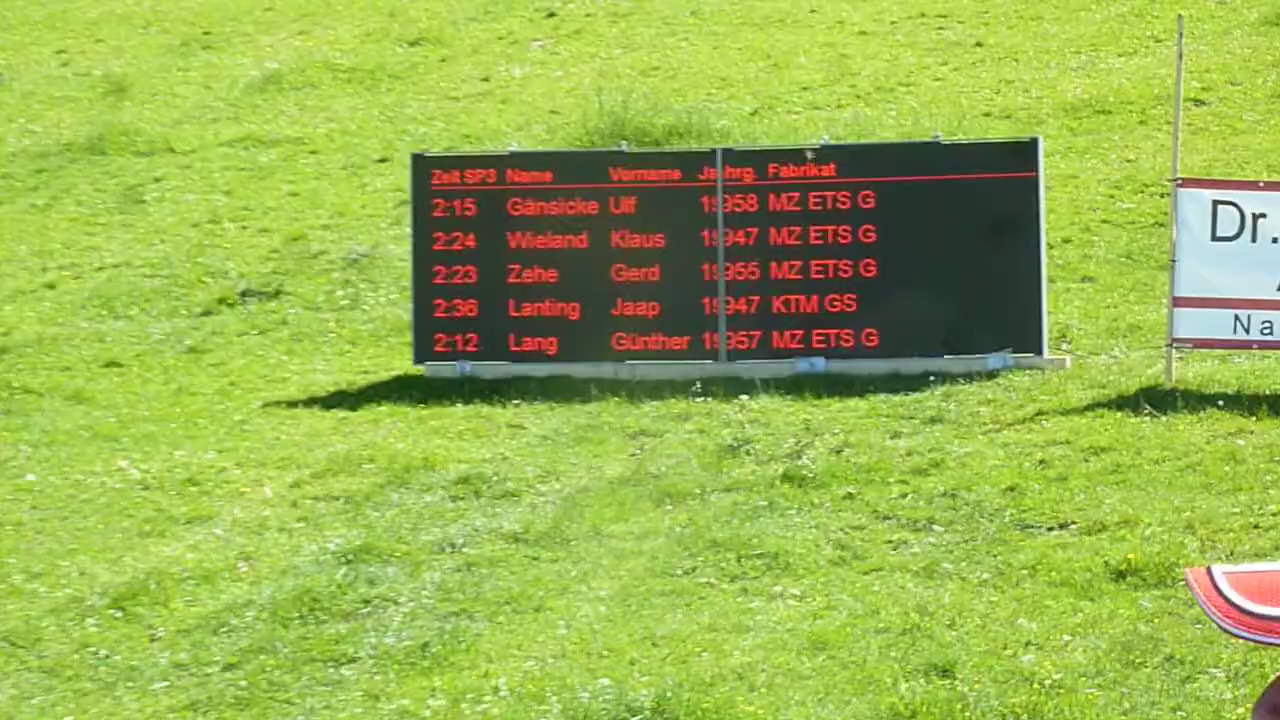 Zeit SP3 Name Vorname Jahrg. Fabrikat
2:15 Gänsicke Ulf 1958 MZ ETS G
2:24 Wieland Klaus 1947 MZ ETS G
2:23 Zehe Gerd 1955 MZ ETS G
2:36 Lanting Jaap 1947 KTM GS
2:12 Lang Günther 1957 MZ ETS G
Dr.
Na